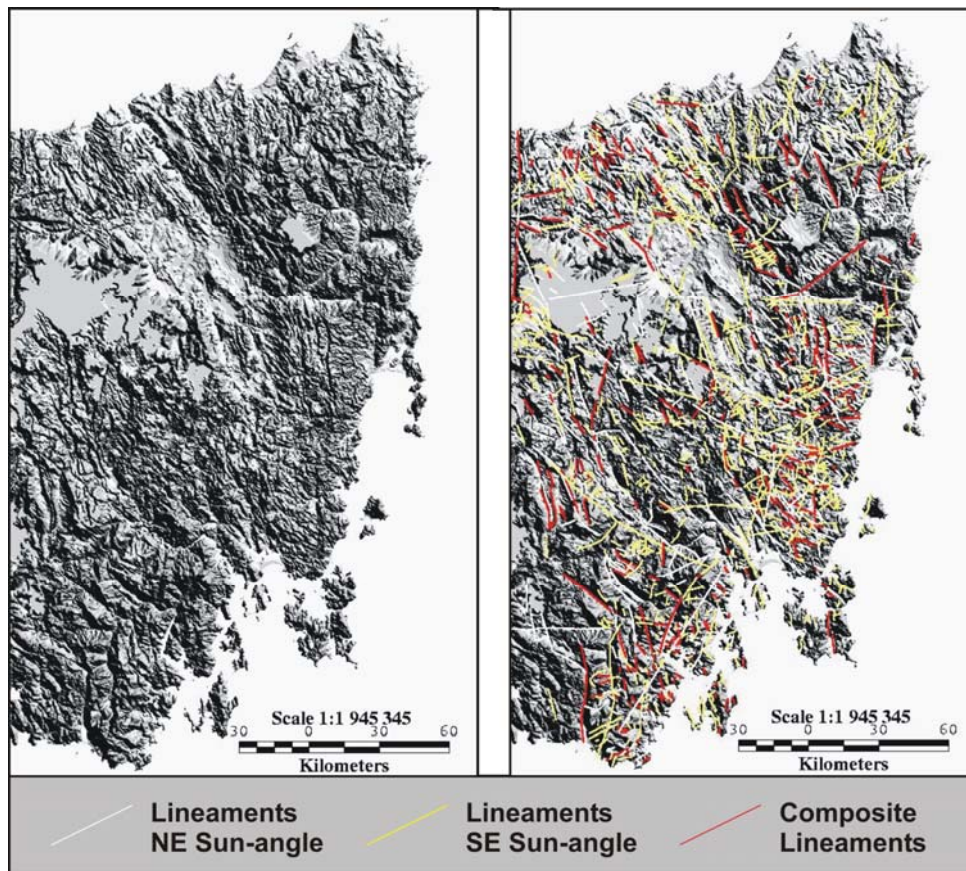 Scale 1:1 945 345
30 0 30 60
Kilometers
Scale 1:1 945 345
30 0 30 60
Kilometers
Lineaments
NE Sun-angle
Lineaments
SE Sun-angle
Composite
Lineaments